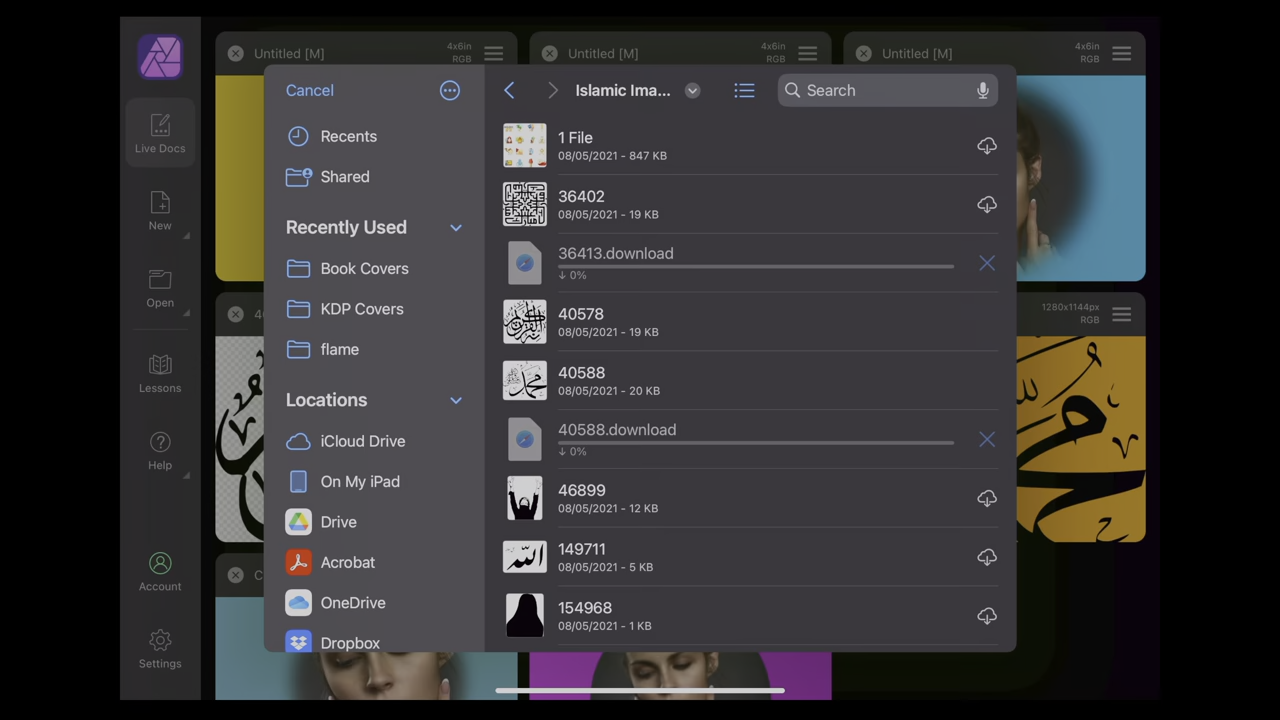 Untitled [M]
4x6in
RGB
Untitled [M]
4x6in
RGB
Untitled [M]
4x6in
RGB
Live Docs
New
Open
Lessons
Help
Account
Settings
1280x1144px
RGB
Cancel
Recents
Shared
Recently Used
Book Covers
KDP Covers
flame
Locations
iCloud Drive
On My iPad
Drive
Acrobat
OneDrive
Dropbox
Islamic Ima...
Search
1 File
08/05/2021 - 847 KB
36402
08/05/2021 - 19 KB
36413.download
↓ 0%
40578
08/05/2021 - 19 KB
40588
08/05/2021 - 20 KB
40588.download
↓ 0%
46899
08/05/2021 - 12 KB
149711
08/05/2021 - 5 KB
الله
154968
08/05/2021 - 1 KB